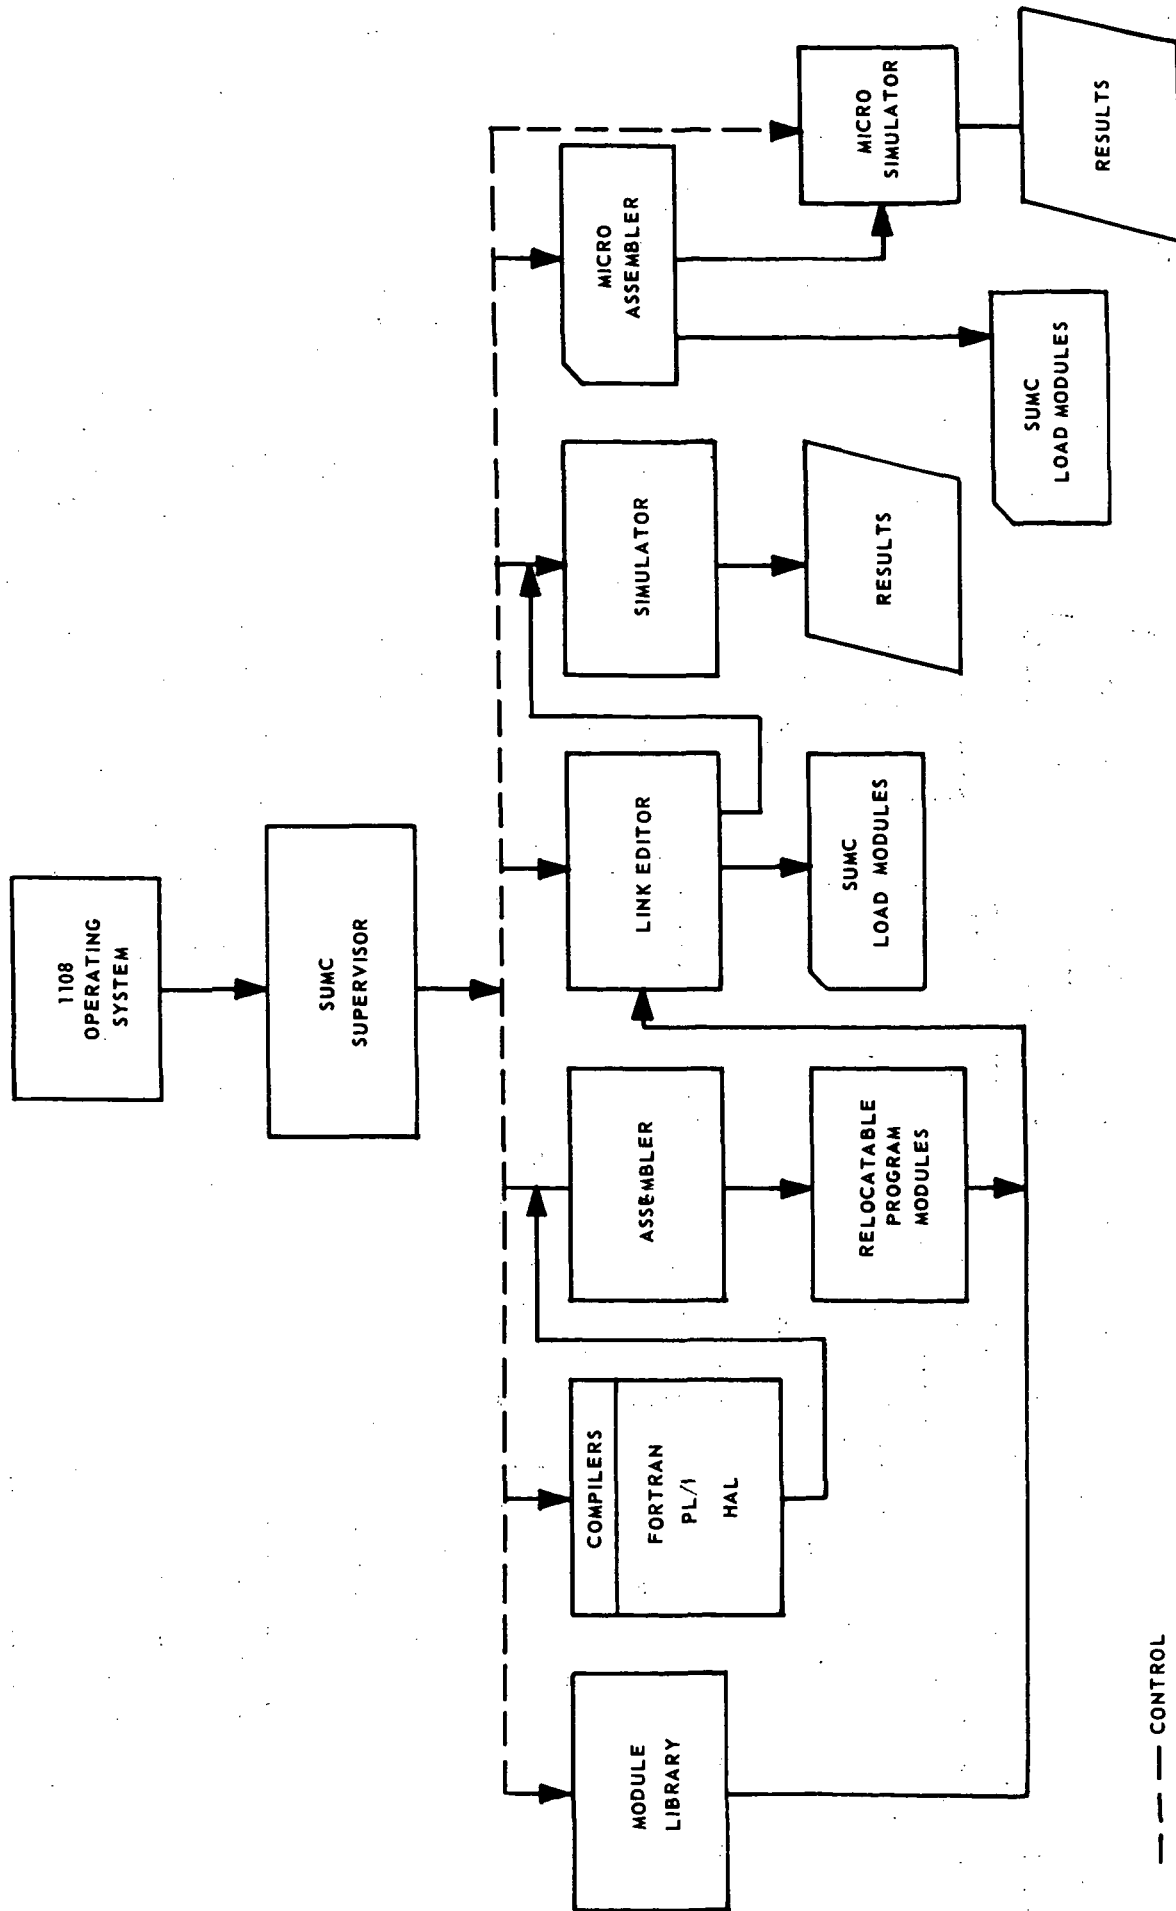 1108
OPERATING
SYSTEM
SUMC
SUPERVISOR
MODULE
LIBRARY
COMPILERS
FORTRAN
PL/1
HAL
ASSEMBLER
LINK EDITOR
SIMULATOR
MICRO
ASSEMBLER
RELOCATABLE
PROGRAM
MODULES
SUMC
LOAD MODULES
RESULTS
MICRO
SIMULATOR
SUMC
LOAD MODULES
RESULTS
CONTROL